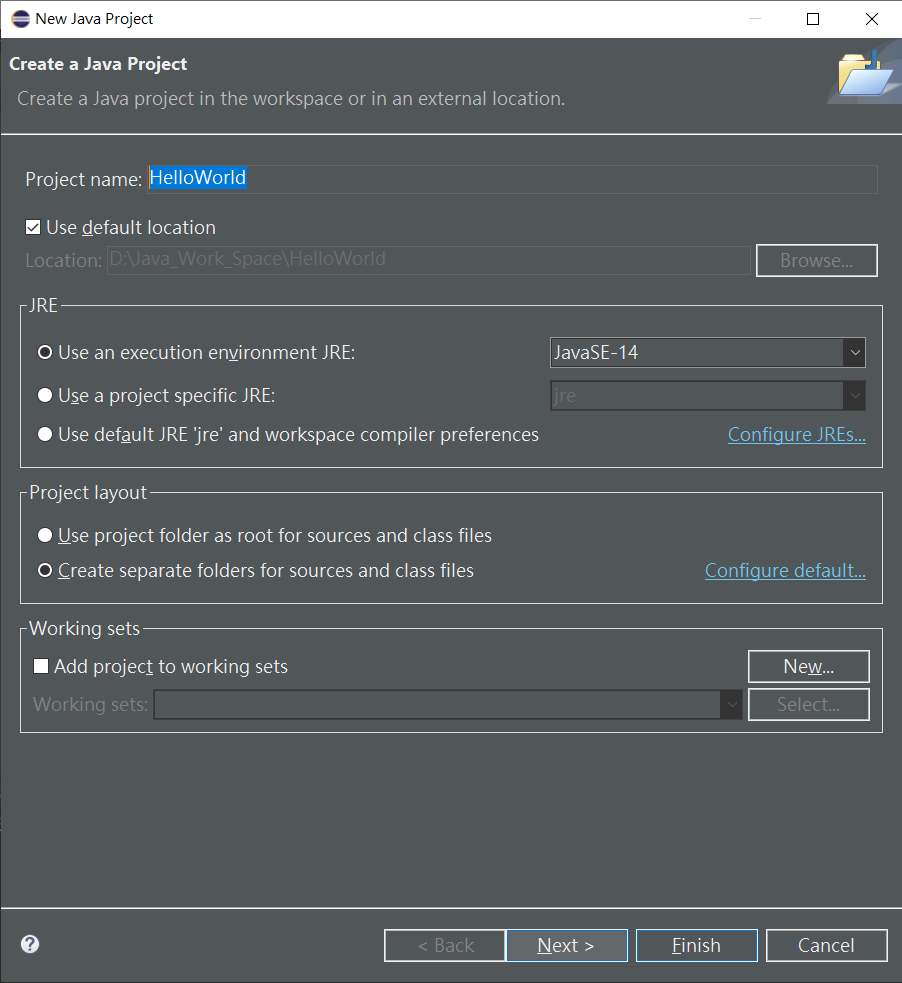 New Java Project
Create a Java Project
Create a Java project in the workspace or in an external location.
Project name: HelloWorld
Use default location
Location: D:\Java_Work_Space\HelloWorld Browse...
JRE
Use an execution environment JRE: JavaSE-14
Use a project specific JRE: jre
Use default JRE 'jre' and workspace compiler preferences Configure JREs...
Project layout
Use project folder as root for sources and class files
Create separate folders for sources and class files Configure default...
Working sets
Add project to working sets New...
Working sets: Select...
? < Back Next > Finish Cancel